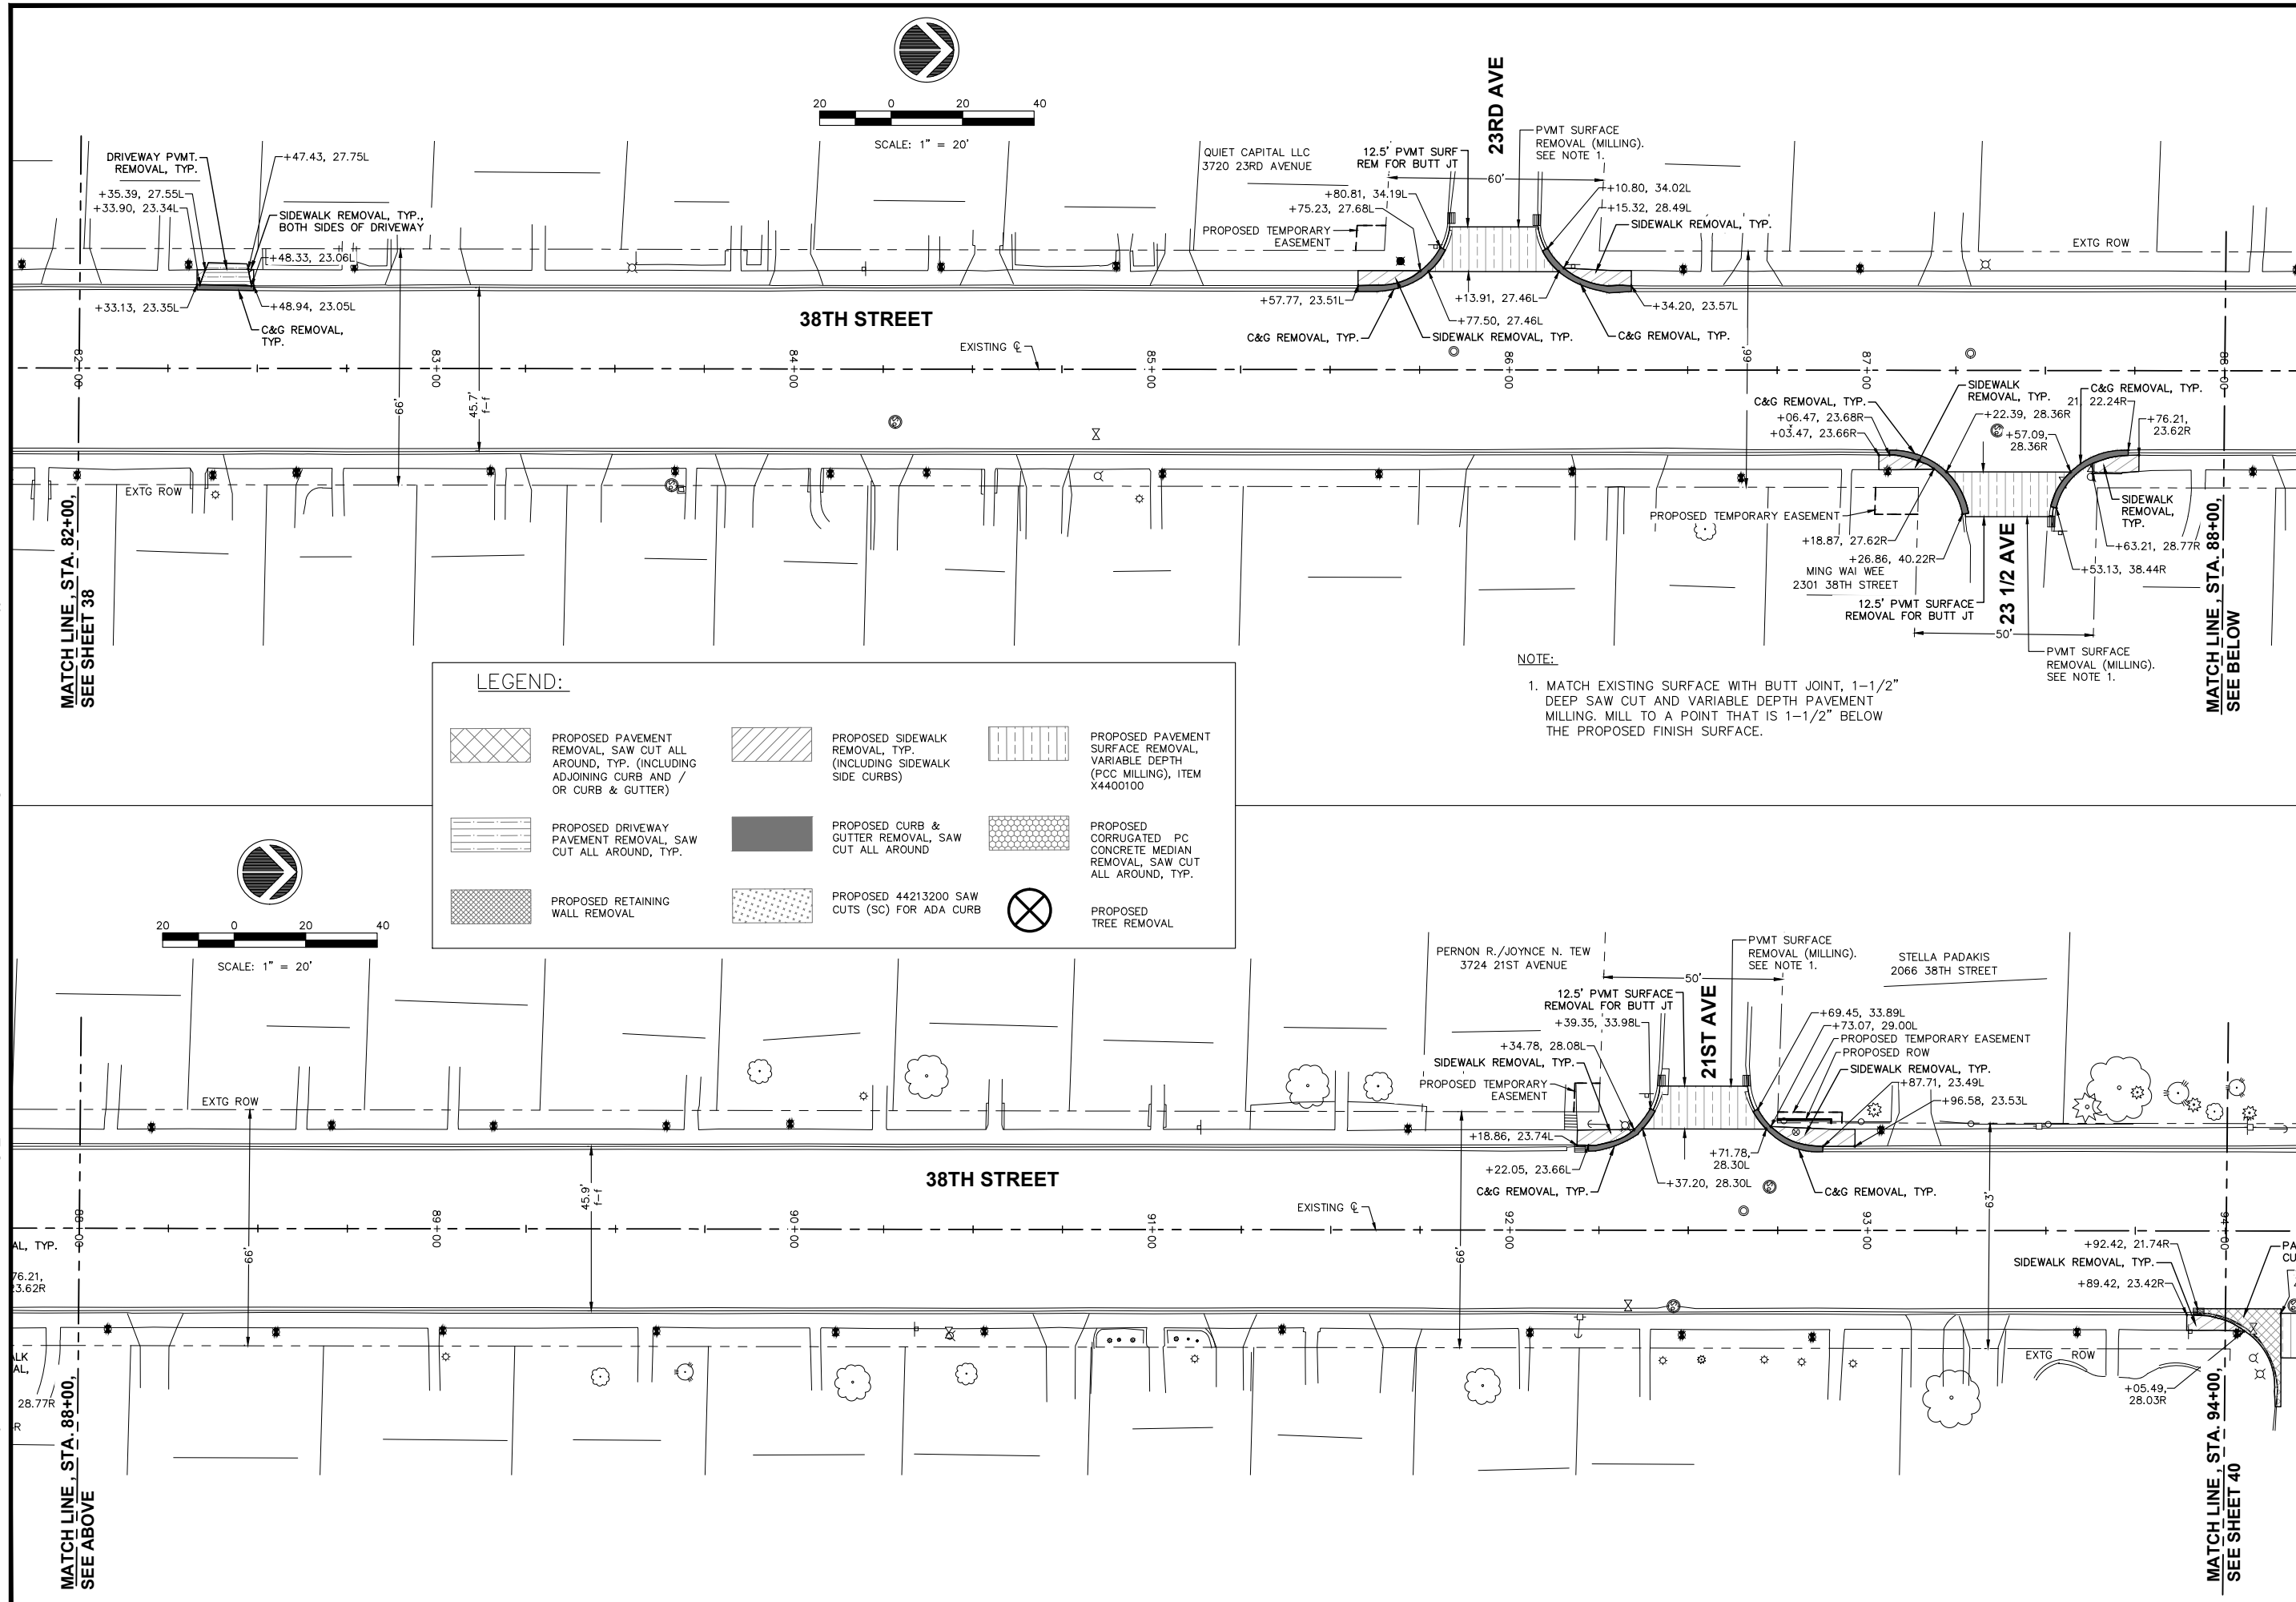 20 0 20 40
SCALE: 1" = 20'
23RD AVE
DRIVEWAY PVMT.
REMOVAL, TYP.
+47.43, 27.75L
+35.39, 27.55L
+33.90, 23.34L
SIDEWALK REMOVAL, TYP.,
BOTH SIDES OF DRIVEWAY
+48.33, 23.06L
+33.13, 23.35L
+48.94, 23.05L
C&G REMOVAL,
TYP.
QUIET CAPITAL LLC
3720 23RD AVENUE
12.5' PVMT SURF
REM FOR BUTT JT
PVMT SURFACE
REMOVAL (MILLING).
SEE NOTE 1.
60'
+80.81, 34.19L
+75.23, 27.68L
+10.80, 34.02L
+15.32, 28.49L
SIDEWALK REMOVAL, TYP.
PROPOSED TEMPORARY
EASEMENT
EXTG ROW
+57.77, 23.51L
+13.91, 27.46L
+34.20, 23.57L
+77.50, 27.46L
C&G REMOVAL, TYP.
SIDEWALK REMOVAL, TYP.
C&G REMOVAL, TYP.
38TH STREET
EXISTING ℄
82+00
83+00
84+00
85+00
86+00
87+00
88+00
66'
45.7'
f-f
66'
EXTG ROW
SIDEWALK
REMOVAL, TYP.
C&G REMOVAL, TYP.
C&G REMOVAL, TYP.
21, 22.24R
+06.47, 23.68R
+22.39, 28.36R
+76.21,
23.62R
+03.47, 23.66R
+57.09,
28.36R
PROPOSED TEMPORARY EASEMENT
SIDEWALK
REMOVAL,
TYP.
+18.87, 27.62R
+63.21, 28.77R
+26.86, 40.22R
+53.13, 38.44R
MING WAI WEE
2301 38TH STREET
12.5' PVMT SURFACE
REMOVAL FOR BUTT JT
23 1/2 AVE
50'
PVMT SURFACE
REMOVAL (MILLING).
SEE NOTE 1.
MATCH LINE , STA. 82+00,
SEE SHEET 38
MATCH LINE , STA. 88+00,
SEE BELOW
NOTE:
1. MATCH EXISTING SURFACE WITH BUTT JOINT, 1-1/2"
DEEP SAW CUT AND VARIABLE DEPTH PAVEMENT
MILLING. MILL TO A POINT THAT IS 1-1/2" BELOW
THE PROPOSED FINISH SURFACE.
LEGEND:
PROPOSED PAVEMENT
REMOVAL, SAW CUT ALL
AROUND, TYP. (INCLUDING
ADJOINING CURB AND /
OR CURB & GUTTER)
PROPOSED SIDEWALK
REMOVAL, TYP.
(INCLUDING SIDEWALK
SIDE CURBS)
PROPOSED PAVEMENT
SURFACE REMOVAL,
VARIABLE DEPTH
(PCC MILLING), ITEM
X4400100
PROPOSED DRIVEWAY
PAVEMENT REMOVAL, SAW
CUT ALL AROUND, TYP.
PROPOSED CURB &
GUTTER REMOVAL, SAW
CUT ALL AROUND
PROPOSED
CORRUGATED PC
CONCRETE MEDIAN
REMOVAL, SAW CUT
ALL AROUND, TYP.
PROPOSED RETAINING
WALL REMOVAL
PROPOSED 44213200 SAW
CUTS (SC) FOR ADA CURB
PROPOSED
TREE REMOVAL
20 0 20 40
SCALE: 1" = 20'
PERNON R./JOYNCE N. TEW
3724 21ST AVENUE
PVMT SURFACE
REMOVAL (MILLING).
SEE NOTE 1.
STELLA PADAKIS
2066 38TH STREET
50'
12.5' PVMT SURFACE
REMOVAL FOR BUTT JT
21ST AVE
+39.35, 33.98L
+69.45, 33.89L
+73.07, 29.00L
+34.78, 28.08L
PROPOSED TEMPORARY EASEMENT
PROPOSED ROW
SIDEWALK REMOVAL, TYP.
SIDEWALK REMOVAL, TYP.
PROPOSED TEMPORARY
EASEMENT
+87.71, 23.49L
+96.58, 23.53L
EXTG ROW
+18.86, 23.74L
+22.05, 23.66L
+71.78,
28.30L
+37.20, 28.30L
C&G REMOVAL, TYP.
C&G REMOVAL, TYP.
38TH STREET
EXISTING ℄
88+00
89+00
90+00
91+00
92+00
93+00
94+00
66'
45.9'
f-f
66'
63'
AL, TYP.
76.21,
23.62R
ALK
AL,
28.77R
R
+92.42, 21.74R
SIDEWALK REMOVAL, TYP.
+89.42, 23.42R
PA
CU
EXTG ROW
+05.49,
28.03R
MATCH LINE , STA. 88+00,
SEE ABOVE
MATCH LINE , STA. 94+00,
SEE SHEET 40